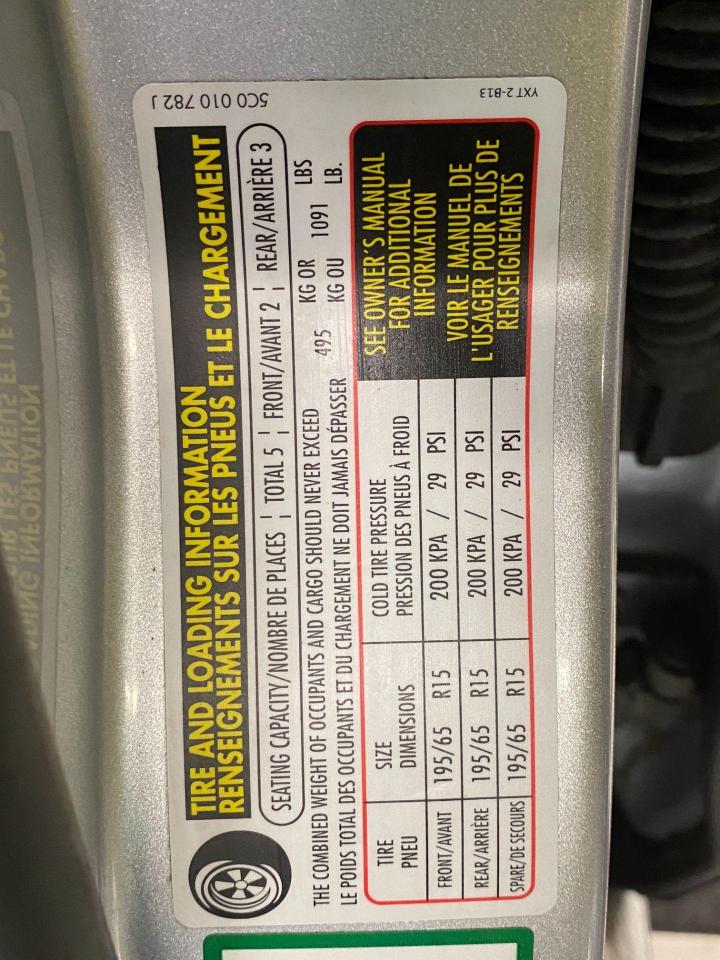 5C0 010 782 J
YXT 2-B13
TIRE AND LOADING INFORMATION
RENSEIGNEMENTS SUR LES PNEUS ET LE CHARGEMENT
SEATING CAPACITY/NOMBRE DE PLACES ¦ TOTAL 5 ¦ FRONT/AVANT 2 ¦ REAR/ARRIÈRE 3
THE COMBINED WEIGHT OF OCCUPANTS AND CARGO SHOULD NEVER EXCEED 495 KG OR 1091 LBS
LE POIDS TOTAL DES OCCUPANTS ET DU CHARGEMENT NE DOIT JAMAIS DÉPASSER KG OU LB.
TIRE SIZE COLD TIRE PRESSURE
PNEU DIMENSIONS PRESSION DES PNEUS À FROID
FRONT/AVANT 195/65 R15 200 KPA / 29 PSI
REAR/ARRIÈRE 195/65 R15 200 KPA / 29 PSI
SPARE/DE SECOURS 195/65 R15 200 KPA / 29 PSI
SEE OWNER'S MANUAL
FOR ADDITIONAL
INFORMATION
VOIR LE MANUEL DE
L'USAGER POUR PLUS DE
RENSEIGNEMENTS